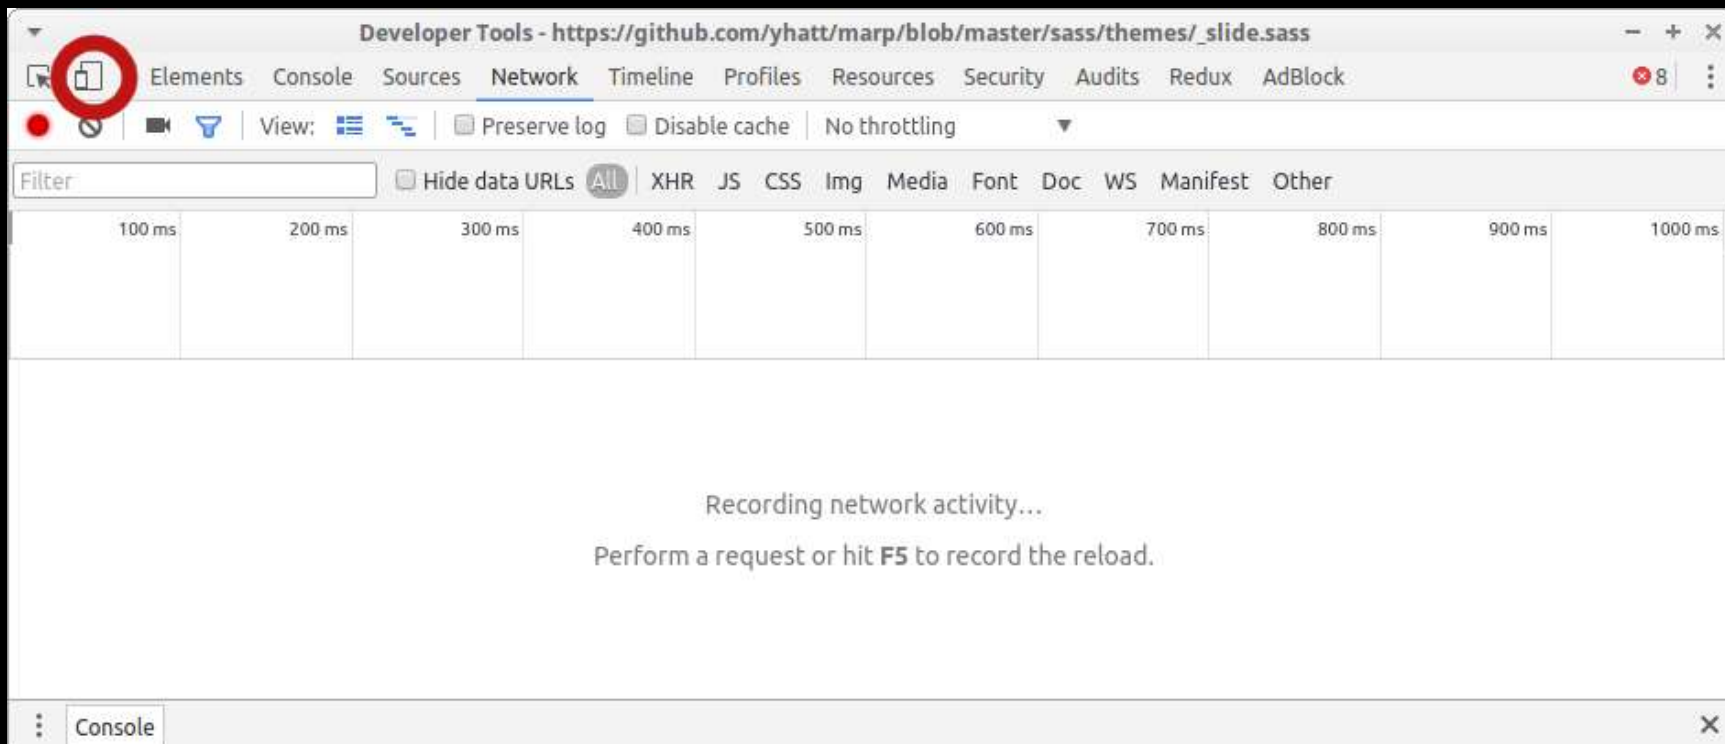 Developer Tools - https://github.com/yhatt/marp/blob/master/sass/themes/_slide.sass
Elements Console Sources Network Timeline Profiles Resources Security Audits Redux AdBlock 8
View: Preserve log Disable cache No throttling
Filter Hide data URLs All XHR JS CSS Img Media Font Doc WS Manifest Other
100 ms 200 ms 300 ms 400 ms 500 ms 600 ms 700 ms 800 ms 900 ms 1000 ms
Recording network activity...
Perform a request or hit F5 to record the reload.
Console